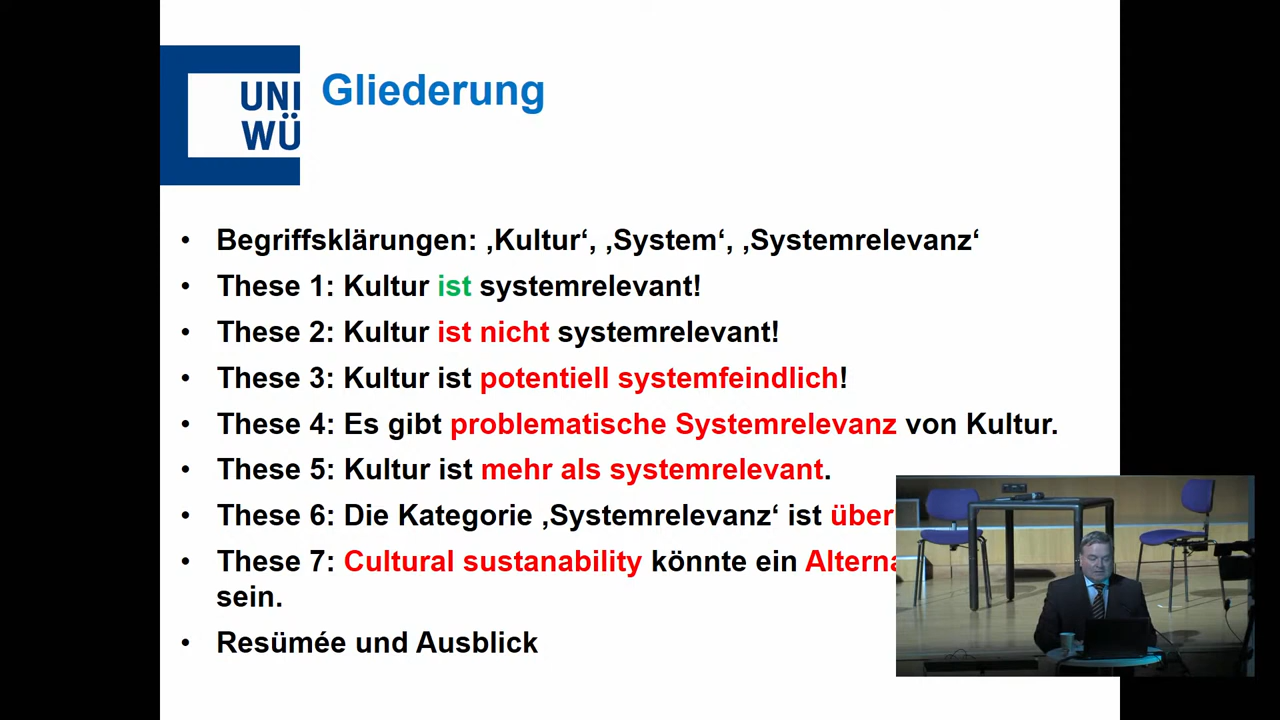 UNI
WÜ
Gliederung
• Begriffsklärungen: ‚Kultur‘, ‚System‘, ‚Systemrelevanz‘
• These 1: Kultur ist systemrelevant!
• These 2: Kultur ist nicht systemrelevant!
• These 3: Kultur ist potentiell systemfeindlich!
• These 4: Es gibt problematische Systemrelevanz von Kultur.
• These 5: Kultur ist mehr als systemrelevant.
• These 6: Die Kategorie ‚Systemrelevanz‘ ist über
• These 7: Cultural sustanability könnte ein Alterna
sein.
• Resümée und Ausblick